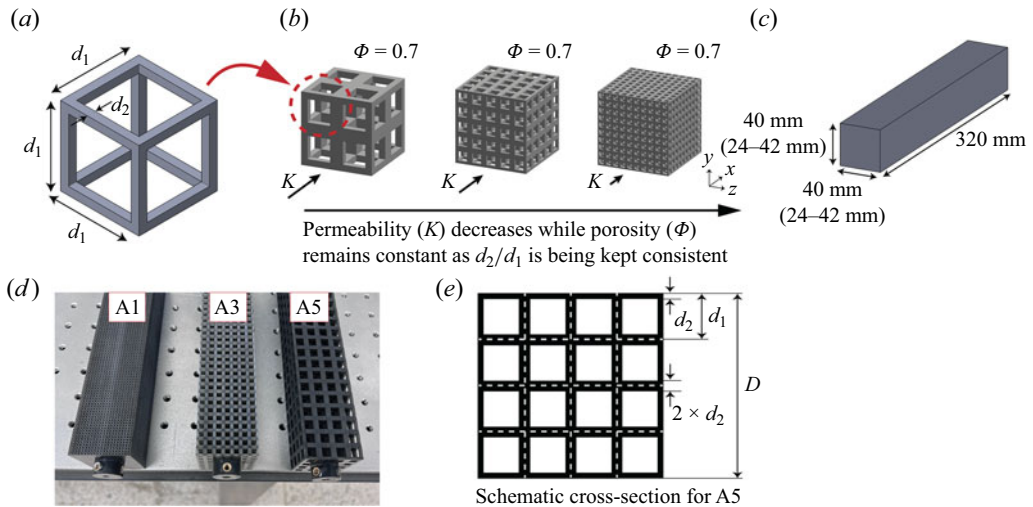 (a)
d1
d2
d1
d1
(b)
Φ = 0.7
Φ = 0.7
Φ = 0.7
K
K
K
y
x
z
Permeability (K) decreases while porosity (Φ)
remains constant as d2/d1 is being kept consistent
(c)
40 mm
(24–42 mm)
320 mm
40 mm
(24–42 mm)
(d)
A1
A3
A5
(e)
d2
d1
D
2 × d2
Schematic cross-section for A5